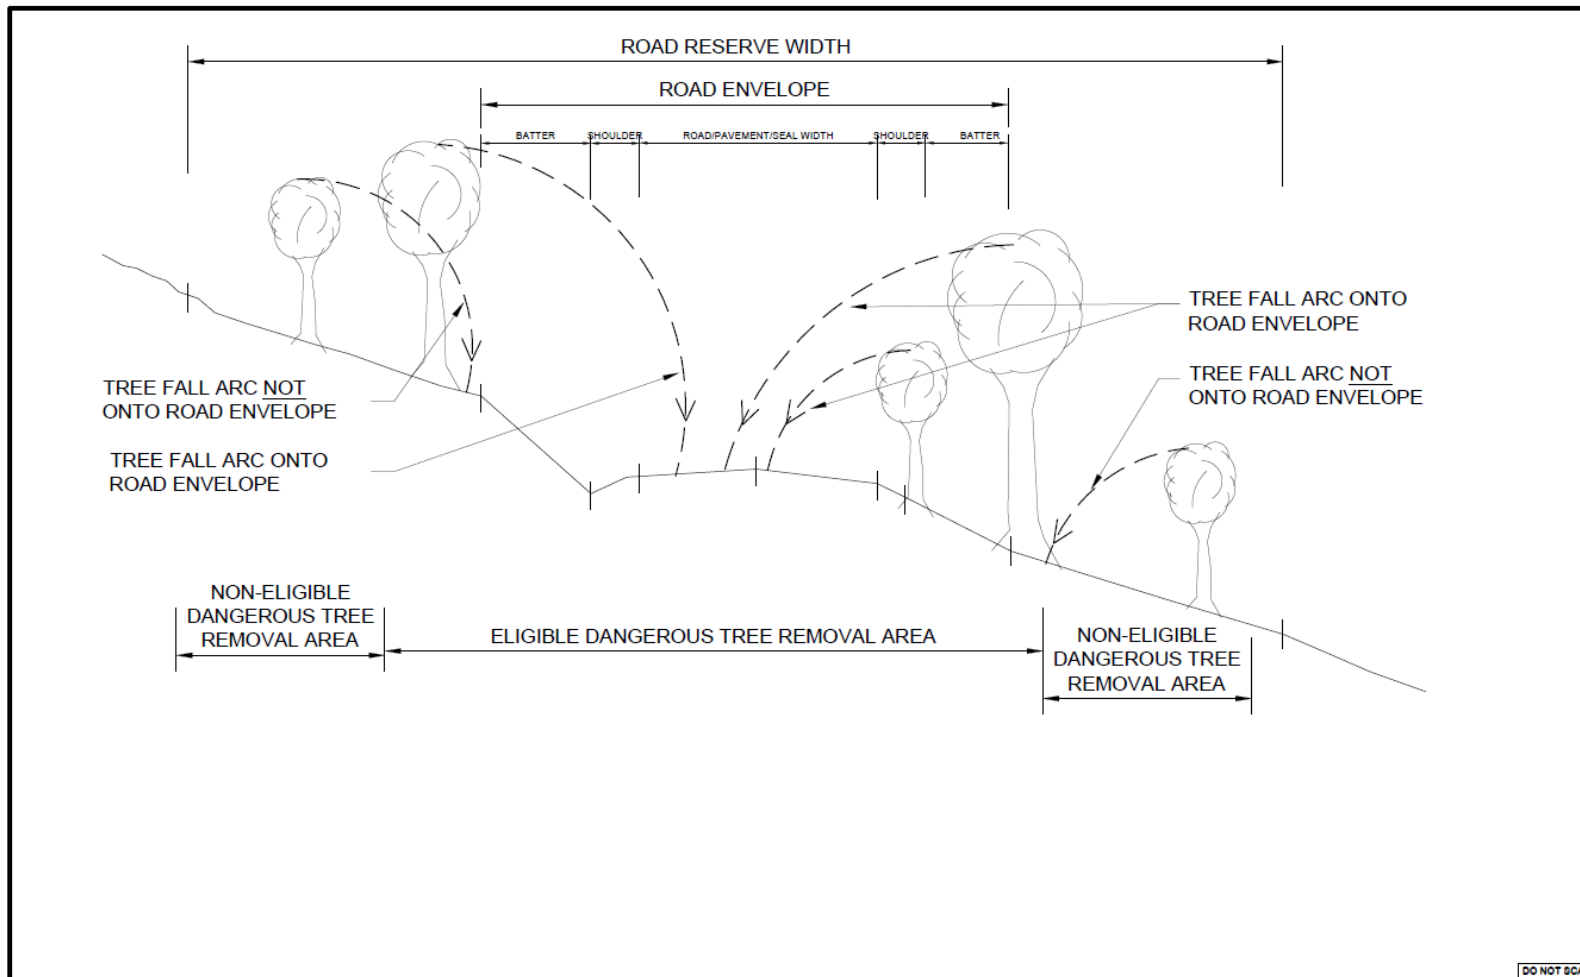 ROAD RESERVE WIDTH
ROAD ENVELOPE
BATTER
SHOULDER
ROAD/PAVEMENT/SEAL WIDTH
SHOULDER
BATTER
TREE FALL ARC ONTO
ROAD ENVELOPE
TREE FALL ARC NOT
ONTO ROAD ENVELOPE
TREE FALL ARC NOT
ONTO ROAD ENVELOPE
TREE FALL ARC ONTO
ROAD ENVELOPE
NON-ELIGIBLE
DANGEROUS TREE
REMOVAL AREA
ELIGIBLE DANGEROUS TREE REMOVAL AREA
NON-ELIGIBLE
DANGEROUS TREE
REMOVAL AREA
DO NOT